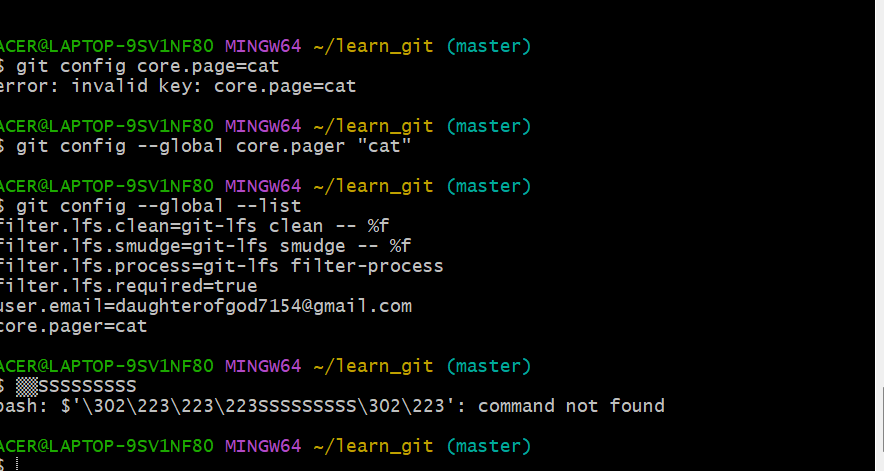 ACER@LAPTOP-9SV1NF80 MINGW64 ~/learn_git (master)
$ git config core.page=cat
error: invalid key: core.page=cat
ACER@LAPTOP-9SV1NF80 MINGW64 ~/learn_git (master)
$ git config --global core.pager "cat"
ACER@LAPTOP-9SV1NF80 MINGW64 ~/learn_git (master)
$ git config --global --list
filter.lfs.clean=git-lfs clean -- %f
filter.lfs.smudge=git-lfs smudge -- %f
filter.lfs.process=git-lfs filter-process
filter.lfs.required=true
user.email=daughterofgod7154@gmail.com
core.pager=cat
ACER@LAPTOP-9SV1NF80 MINGW64 ~/learn_git (master)
$ ▒▒SSSSSSSSS
bash: $'\302\223\223\223SSSSSSSSS\302\223': command not found
ACER@LAPTOP-9SV1NF80 MINGW64 ~/learn_git (master)
$